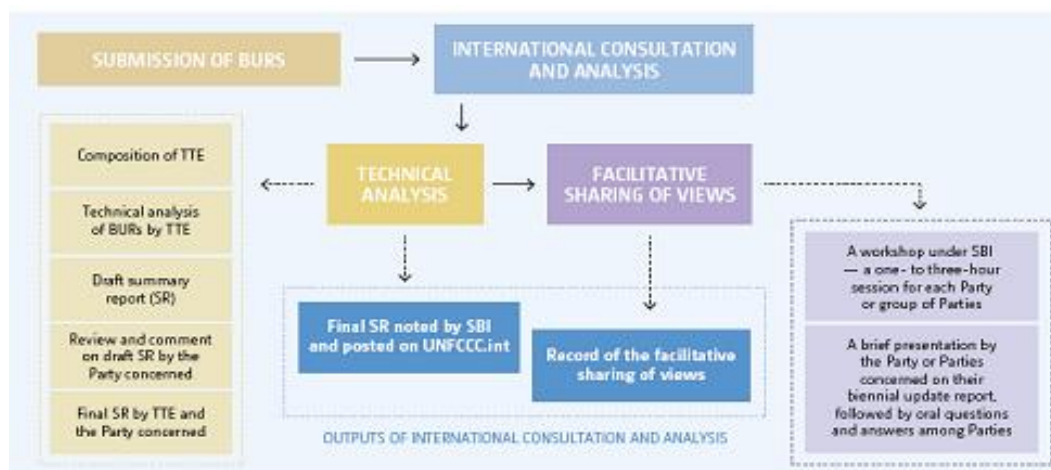 SUBMISSION OF BURS
INTERNATIONAL CONSULTATION
AND ANALYSIS
Composition of TTE
Technical analysis
of BURs by TTE
Draft summary
report (SR)
Review and comment
on draft SR by the
Party concerned
Final SR by TTE and
the Party concerned
TECHNICAL
ANALYSIS
FACILITATIVE
SHARING OF VIEWS
Final SR noted by SBI
and posted on UNFCCC.int
Record of the facilitative
sharing of views
OUTPUTS OF INTERNATIONAL CONSULTATION AND ANALYSIS
A workshop under SBI
— a one- to three-hour
session for each Party
or group of Parties
A brief presentation by
the Party or Parties
concerned on their
biennial update report,
followed by oral questions
and answers among Parties